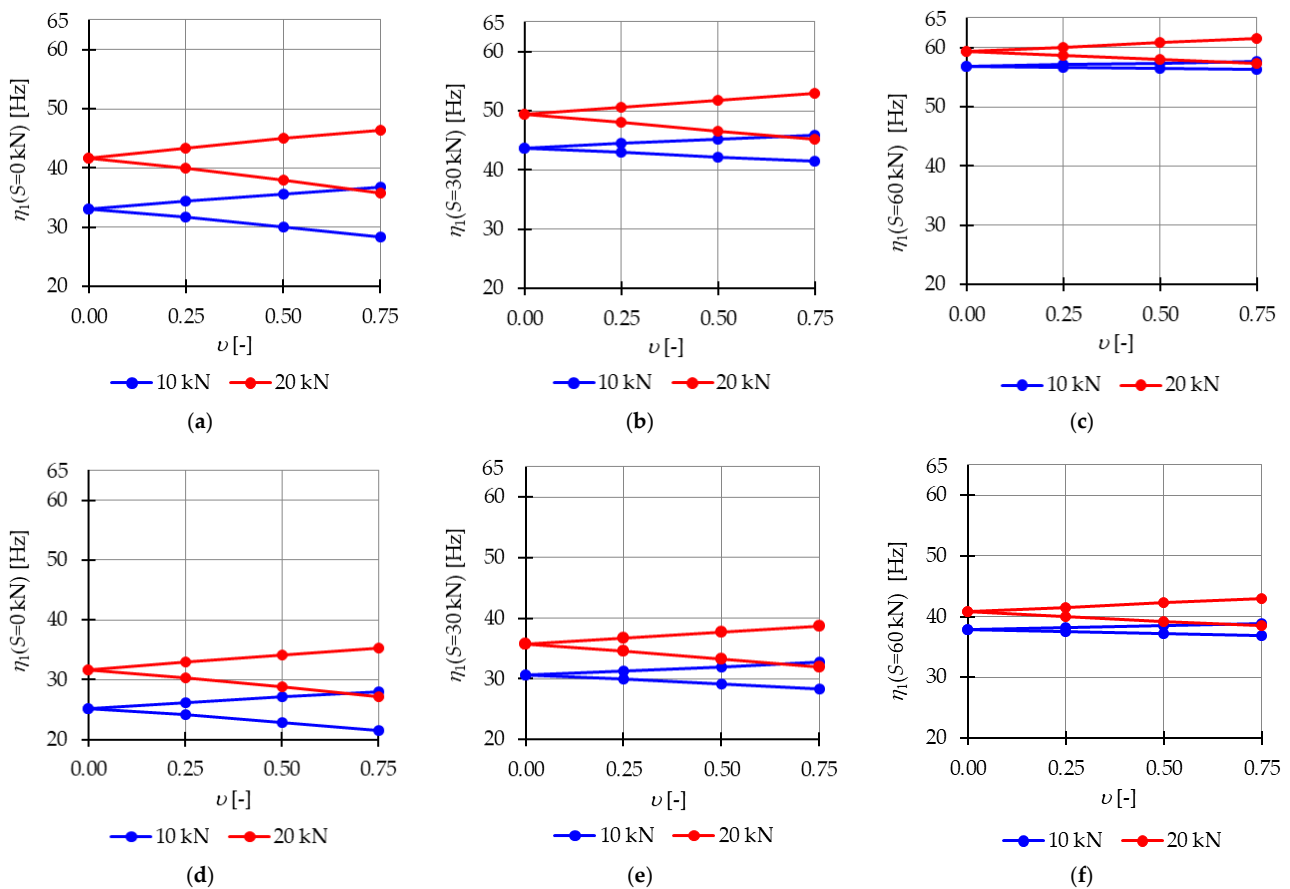 65 65 65
60 60 60
50 50 50
40 40 40
30 30 30
20 20 20
η1(S=0 kN) [Hz] η1(S=30 kN) [Hz] η1(S=60 kN) [Hz]
0.00 0.25 0.50 0.75 0.00 0.25 0.50 0.75 0.00 0.25 0.50 0.75
υ [-] υ [-] υ [-]
10 kN 20 kN 10 kN 20 kN 10 kN 20 kN
(a) (b) (c)
65 65 65
60 60 60
50 50 50
40 40 40
30 30 30
20 20 20
η1(S=0 kN) [Hz] η1(S=30 kN) [Hz] η1(S=60 kN) [Hz]
0.00 0.25 0.50 0.75 0.00 0.25 0.50 0.75 0.00 0.25 0.50 0.75
υ [-] υ [-] υ [-]
10 kN 20 kN 10 kN 20 kN 10 kN 20 kN
(d) (e) (f)